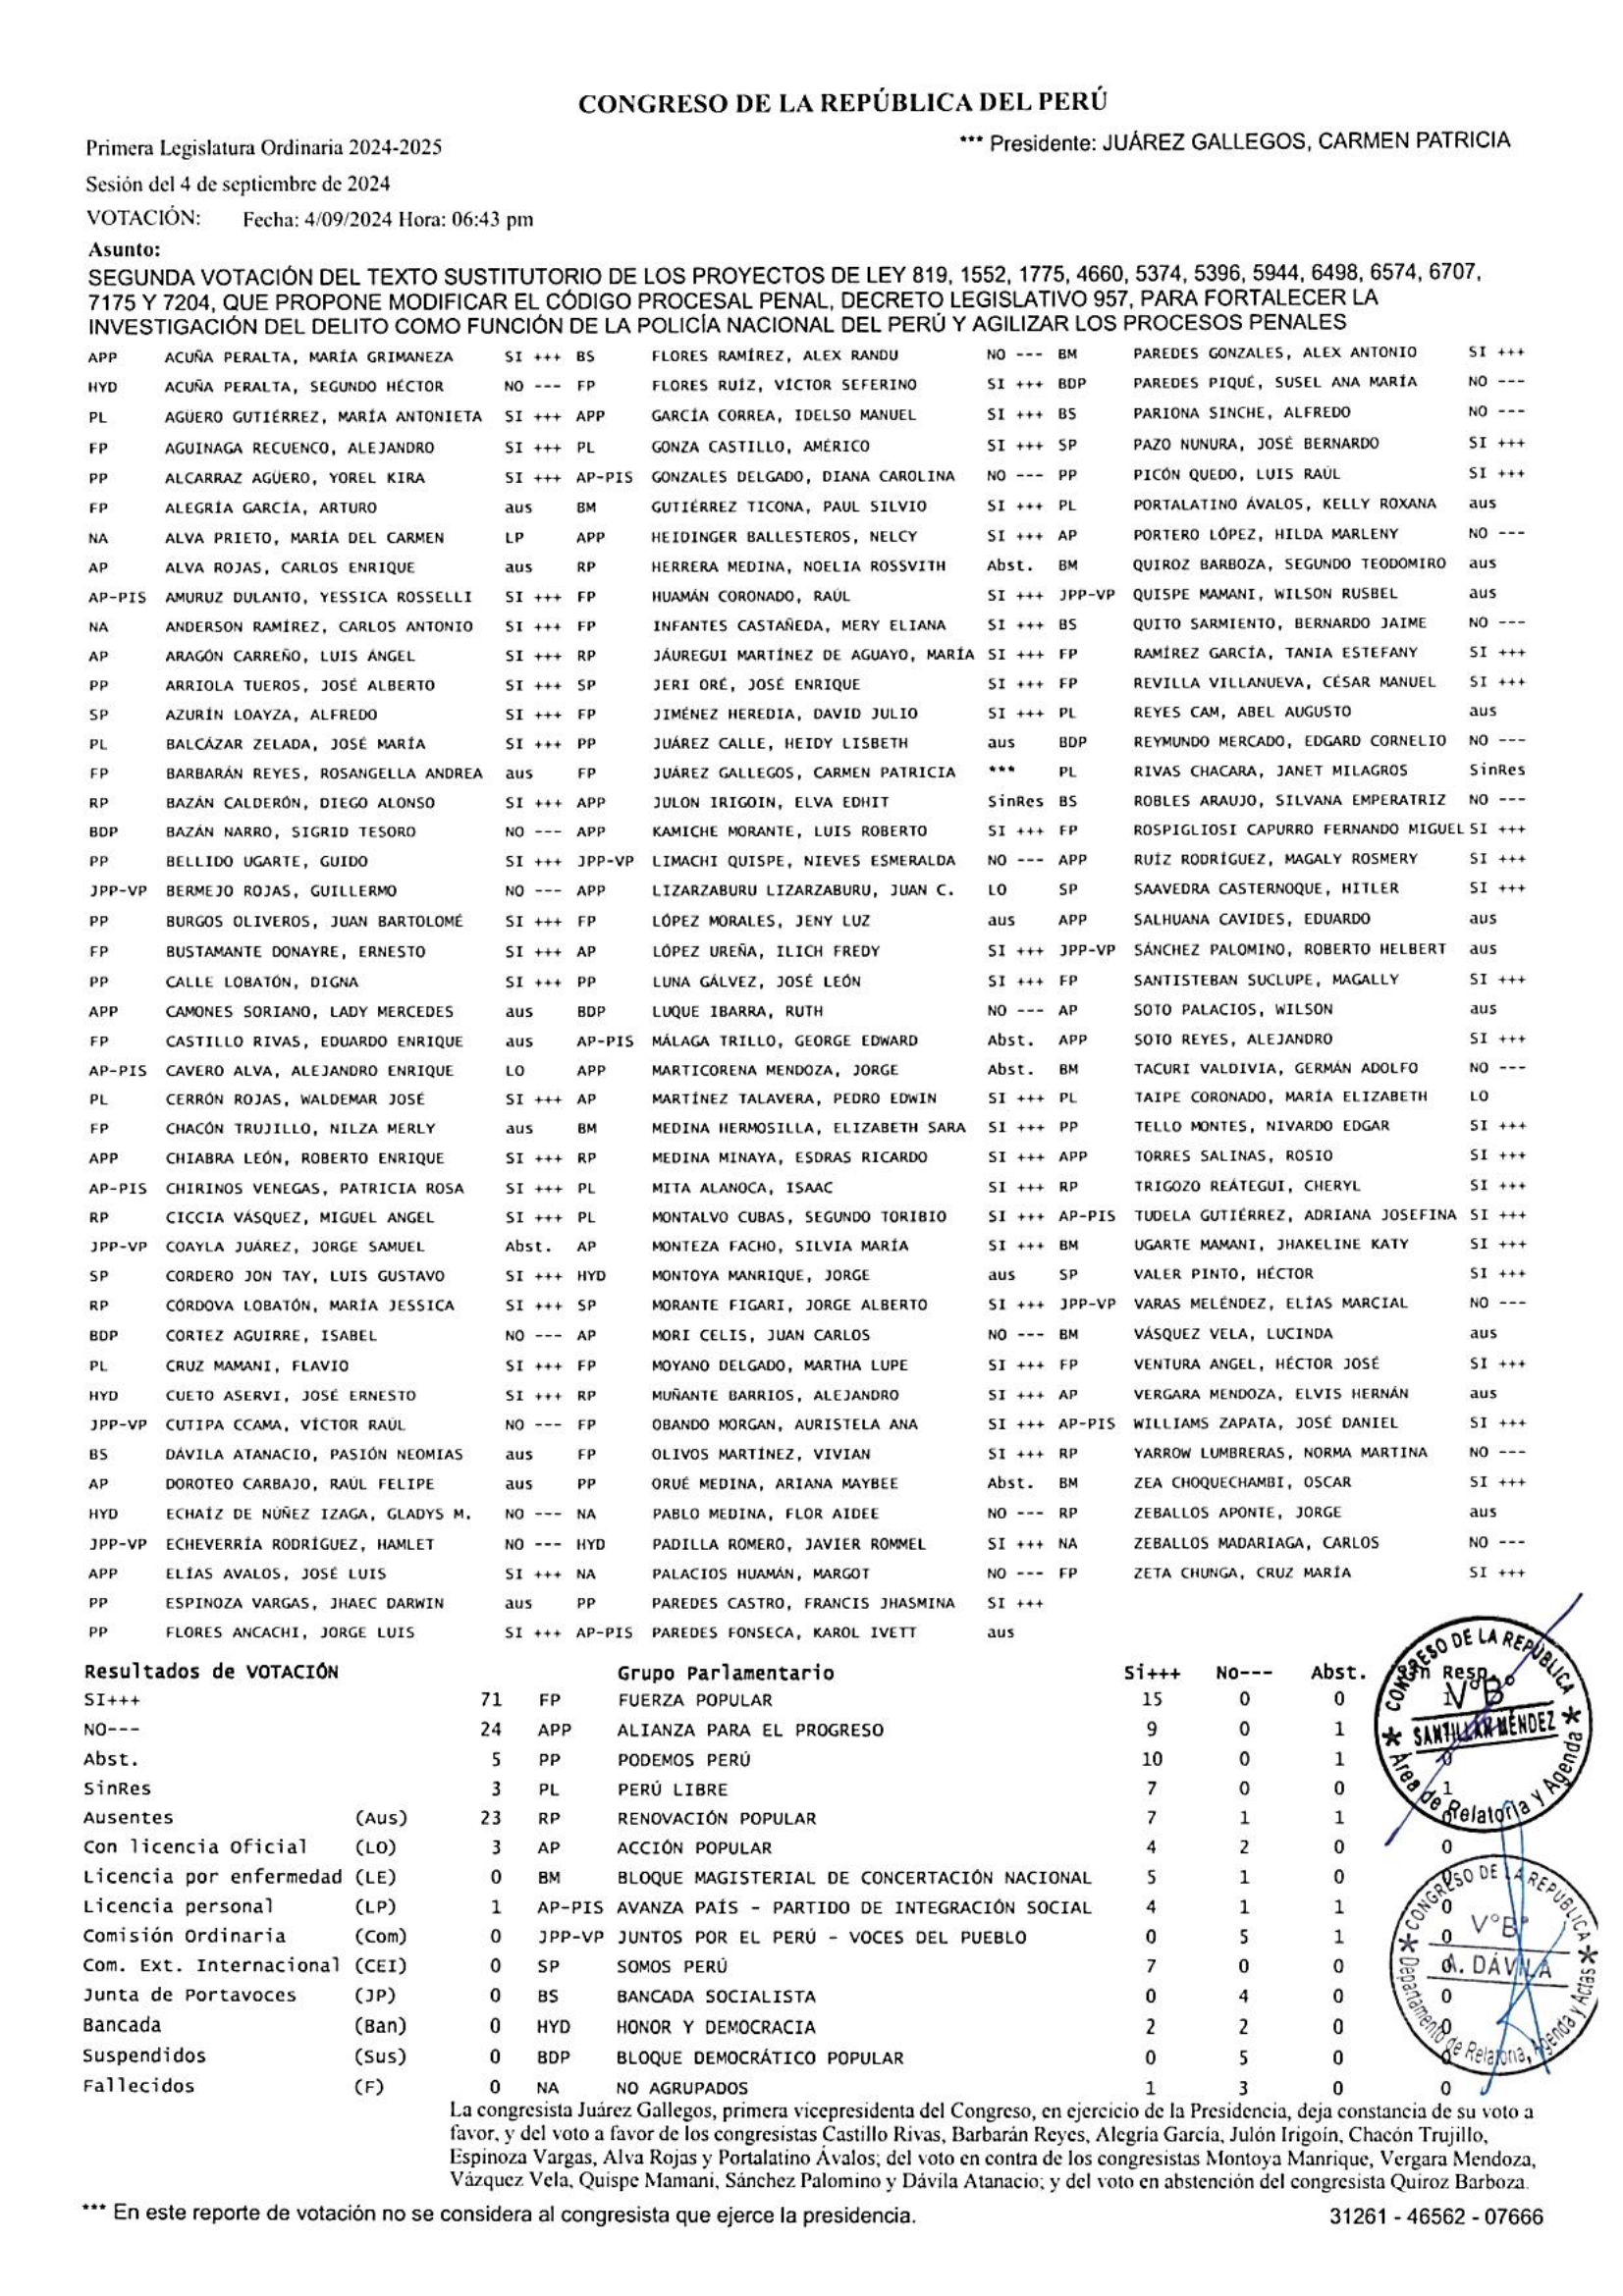 CONGRESO DE LA REPÚBLICA DEL PERÚ
Primera Legislatura Ordinaria 2024-2025 *** Presidente: JUÁREZ GALLEGOS, CARMEN PATRICIA
Sesión del 4 de septiembre de 2024
VOTACIÓN: Fecha: 4/09/2024 Hora: 06:43 pm
Asunto:
SEGUNDA VOTACIÓN DEL TEXTO SUSTITUTORIO DE LOS PROYECTOS DE LEY 819, 1552, 1775, 4660, 5374, 5396, 5944, 6498, 6574, 6707,
7175 Y 7204, QUE PROPONE MODIFICAR EL CÓDIGO PROCESAL PENAL, DECRETO LEGISLATIVO 957, PARA FORTALECER LA
INVESTIGACIÓN DEL DELITO COMO FUNCIÓN DE LA POLICÍA NACIONAL DEL PERÚ Y AGILIZAR LOS PROCESOS PENALES
APP ACUÑA PERALTA, MARÍA GRIMANEZA SI +++ BS FLORES RAMÍREZ, ALEX RANDU NO --- BM PAREDES GONZALES, ALEX ANTONIO SI +++
HYD ACUÑA PERALTA, SEGUNDO HÉCTOR NO --- FP FLORES RUÍZ, VÍCTOR SEFERINO SI +++ BDP PAREDES PIQUÉ, SUSEL ANA MARÍA NO ---
PL AGÜERO GUTIÉRREZ, MARÍA ANTONIETA SI +++ APP GARCÍA CORREA, IDELSO MANUEL SI +++ BS PARIONA SINCHE, ALFREDO NO ---
FP AGUINAGA RECUENCO, ALEJANDRO SI +++ PL GONZA CASTILLO, AMÉRICO SI +++ SP PAZO NUNURA, JOSÉ BERNARDO SI +++
PP ALCARRAZ AGÜERO, YOREL KIRA SI +++ AP-PIS GONZALES DELGADO, DIANA CAROLINA NO --- PP PICÓN QUEDO, LUIS RAÚL SI +++
FP ALEGRÍA GARCÍA, ARTURO aus BM GUTIÉRREZ TICONA, PAUL SILVIO SI +++ PL PORTALATINO ÁVALOS, KELLY ROXANA aus
NA ALVA PRIETO, MARÍA DEL CARMEN LP APP HEIDINGER BALLESTEROS, NELCY SI +++ AP PORTERO LÓPEZ, HILDA MARLENY NO ---
AP ALVA ROJAS, CARLOS ENRIQUE aus RP HERRERA MEDINA, NOELIA ROSSVITH Abst. BM QUIROZ BARBOZA, SEGUNDO TEODOMIRO aus
AP-PIS AMURUZ DULANTO, YESSICA ROSSELLI SI +++ FP HUAMÁN CORONADO, RAÚL SI +++ JPP-VP QUISPE MAMANI, WILSON RUSBEL aus
NA ANDERSON RAMÍREZ, CARLOS ANTONIO SI +++ FP INFANTES CASTAÑEDA, MERY ELIANA SI +++ BS QUITO SARMIENTO, BERNARDO JAIME NO ---
AP ARAGÓN CARREÑO, LUIS ÁNGEL SI +++ RP JÁUREGUI MARTÍNEZ DE AGUAYO, MARÍA SI +++ FP RAMÍREZ GARCÍA, TANIA ESTEFANY SI +++
PP ARRIOLA TUEROS, JOSÉ ALBERTO SI +++ SP JERI ORÉ, JOSÉ ENRIQUE SI +++ FP REVILLA VILLANUEVA, CÉSAR MANUEL SI +++
SP AZURÍN LOAYZA, ALFREDO SI +++ FP JIMÉNEZ HEREDIA, DAVID JULIO SI +++ PL REYES CAM, ABEL AUGUSTO aus
PL BALCÁZAR ZELADA, JOSÉ MARÍA SI +++ PP JUÁREZ CALLE, HEIDY LISBETH aus BDP REYMUNDO MERCADO, EDGARD CORNELIO NO ---
FP BARBARÁN REYES, ROSANGELLA ANDREA aus FP JUÁREZ GALLEGOS, CARMEN PATRICIA *** PL RIVAS CHACARA, JANET MILAGROS SinRes
RP BAZÁN CALDERÓN, DIEGO ALONSO SI +++ APP JULON IRIGOIN, ELVA EDHIT SinRes BS ROBLES ARAUJO, SILVANA EMPERATRIZ NO ---
BDP BAZÁN NARRO, SIGRID TESORO NO --- APP KAMICHE MORANTE, LUIS ROBERTO SI +++ FP ROSPIGLIOSI CAPURRO FERNANDO MIGUEL SI +++
PP BELLIDO UGARTE, GUIDO SI +++ JPP-VP LIMACHI QUISPE, NIEVES ESMERALDA NO --- APP RUÍZ RODRÍGUEZ, MAGALY ROSMERY SI +++
JPP-VP BERMEJO ROJAS, GUILLERMO NO --- APP LIZARZABURU LIZARZABURU, JUAN C. LO SP SAAVEDRA CASTERNOQUE, HITLER SI +++
PP BURGOS OLIVEROS, JUAN BARTOLOMÉ SI +++ FP LÓPEZ MORALES, JENY LUZ aus APP SALHUANA CAVIDES, EDUARDO aus
FP BUSTAMANTE DONAYRE, ERNESTO SI +++ AP LÓPEZ UREÑA, ILICH FREDY SI +++ JPP-VP SÁNCHEZ PALOMINO, ROBERTO HELBERT aus
PP CALLE LOBATÓN, DIGNA SI +++ PP LUNA GÁLVEZ, JOSÉ LEÓN SI +++ FP SANTISTEBAN SUCLUPE, MAGALLY SI +++
APP CAMONES SORIANO, LADY MERCEDES aus BDP LUQUE IBARRA, RUTH NO --- AP SOTO PALACIOS, WILSON aus
FP CASTILLO RIVAS, EDUARDO ENRIQUE aus AP-PIS MÁLAGA TRILLO, GEORGE EDWARD Abst. APP SOTO REYES, ALEJANDRO SI +++
AP-PIS CAVERO ALVA, ALEJANDRO ENRIQUE LO APP MARTICORENA MENDOZA, JORGE Abst. BM TACURI VALDIVIA, GERMÁN ADOLFO NO ---
PL CERRÓN ROJAS, WALDEMAR JOSÉ SI +++ AP MARTÍNEZ TALAVERA, PEDRO EDWIN SI +++ PL TAIPE CORONADO, MARÍA ELIZABETH LO
FP CHACÓN TRUJILLO, NILZA MERLY aus BM MEDINA HERMOSILLA, ELIZABETH SARA SI +++ PP TELLO MONTES, NIVARDO EDGAR SI +++
APP CHIABRA LEÓN, ROBERTO ENRIQUE SI +++ RP MEDINA MINAYA, ESDRAS RICARDO SI +++ APP TORRES SALINAS, ROSIO SI +++
AP-PIS CHIRINOS VENEGAS, PATRICIA ROSA SI +++ PL MITA ALANOCA, ISAAC SI +++ RP TRIGOZO REÁTEGUI, CHERYL SI +++
RP CICCIA VÁSQUEZ, MIGUEL ANGEL SI +++ PL MONTALVO CUBAS, SEGUNDO TORIBIO SI +++ AP-PIS TUDELA GUTIÉRREZ, ADRIANA JOSEFINA SI +++
JPP-VP COAYLA JUÁREZ, JORGE SAMUEL Abst. AP MONTEZA FACHO, SILVIA MARÍA SI +++ BM UGARTE MAMANI, JHAKELINE KATY SI +++
SP CORDERO JON TAY, LUIS GUSTAVO SI +++ HYD MONTOYA MANRIQUE, JORGE aus SP VALER PINTO, HÉCTOR SI +++
RP CÓRDOVA LOBATÓN, MARÍA JESSICA SI +++ SP MORANTE FIGARI, JORGE ALBERTO SI +++ JPP-VP VARAS MELÉNDEZ, ELÍAS MARCIAL NO ---
BDP CORTEZ AGUIRRE, ISABEL NO --- AP MORI CELIS, JUAN CARLOS NO --- BM VÁSQUEZ VELA, LUCINDA aus
PL CRUZ MAMANI, FLAVIO SI +++ FP MOYANO DELGADO, MARTHA LUPE SI +++ FP VENTURA ANGEL, HÉCTOR JOSÉ SI +++
HYD CUETO ASERVI, JOSÉ ERNESTO SI +++ RP MUÑANTE BARRIOS, ALEJANDRO SI +++ AP VERGARA MENDOZA, ELVIS HERNÁN aus
JPP-VP CUTIPA CCAMA, VÍCTOR RAÚL NO --- FP OBANDO MORGAN, AURISTELA ANA SI +++ AP-PIS WILLIAMS ZAPATA, JOSÉ DANIEL SI +++
BS DÁVILA ATANACIO, PASIÓN NEOMIAS aus FP OLIVOS MARTÍNEZ, VIVIAN SI +++ RP YARROW LUMBRERAS, NORMA MARTINA NO ---
AP DOROTEO CARBAJO, RAÚL FELIPE aus PP ORUÉ MEDINA, ARIANA MAYBEE Abst. BM ZEA CHOQUECHAMBI, OSCAR SI +++
HYD ECHAÍZ DE NÚÑEZ IZAGA, GLADYS M. NO --- NA PABLO MEDINA, FLOR AIDEE NO --- RP ZEBALLOS APONTE, JORGE aus
JPP-VP ECHEVERRÍA RODRÍGUEZ, HAMLET NO --- HYD PADILLA ROMERO, JAVIER ROMMEL SI +++ NA ZEBALLOS MADARIAGA, CARLOS NO ---
APP ELÍAS AVALOS, JOSÉ LUIS SI +++ NA PALACIOS HUAMÁN, MARGOT NO --- FP ZETA CHUNGA, CRUZ MARÍA SI +++
PP ESPINOZA VARGAS, JHAEC DARWIN aus PP PAREDES CASTRO, FRANCIS JHASMINA SI +++
PP FLORES ANCACHI, JORGE LUIS SI +++ AP-PIS PAREDES FONSECA, KAROL IVETT aus
Resultados de VOTACIÓN Grupo Parlamentario Si+++ No--- Abst. Resp.
SI+++ 71 FP FUERZA POPULAR 15 0 0 1
NO--- 24 APP ALIANZA PARA EL PROGRESO 9 0 1
Abst. 5 PP PODEMOS PERÚ 10 0 1 0
SinRes 3 PL PERÚ LIBRE 7 0 0 1
Ausentes (Aus) 23 RP RENOVACIÓN POPULAR 7 1 1
Con licencia Oficial (LO) 3 AP ACCIÓN POPULAR 4 2 0 0
Licencia por enfermedad (LE) 0 BM BLOQUE MAGISTERIAL DE CONCERTACIÓN NACIONAL 5 1 0 0
Licencia personal (LP) 1 AP-PIS AVANZA PAÍS - PARTIDO DE INTEGRACIÓN SOCIAL 4 1 1 0
Comisión Ordinaria (Com) 0 JPP-VP JUNTOS POR EL PERÚ - VOCES DEL PUEBLO 0 5 1 0
Com. Ext. Internacional (CEI) 0 SP SOMOS PERÚ 7 0 0 0
Junta de Portavoces (JP) 0 BS BANCADA SOCIALISTA 0 4 0 0
Bancada (Ban) 0 HYD HONOR Y DEMOCRACIA 2 2 0 0
Suspendidos (Sus) 0 BDP BLOQUE DEMOCRÁTICO POPULAR 0 5 0 0
Fallecidos (F) 0 NA NO AGRUPADOS 1 3 0 0
CONGRESO DE LA REPÚBLICA
V°B°
SANTILLAN MÉNDEZ
Area de Relatoria y Agenda
CONGRESO DE LA REPÚBLICA
V°B°
A. DÁVILA
Departamento de Relatoria, Agenda y Actas
La congresista Juárez Gallegos, primera vicepresidenta del Congreso, en ejercicio de la Presidencia, deja constancia de su voto a
favor, y del voto a favor de los congresistas Castillo Rivas, Barbarán Reyes, Alegría García, Julón Irigoín, Chacón Trujillo,
Espinoza Vargas, Alva Rojas y Portalatino Ávalos; del voto en contra de los congresistas Montoya Manrique, Vergara Mendoza,
Vázquez Vela, Quispe Mamani, Sánchez Palomino y Dávila Atanacio; y del voto en abstención del congresista Quiroz Barboza.
*** En este reporte de votación no se considera al congresista que ejerce la presidencia. 31261 - 46562 - 07666